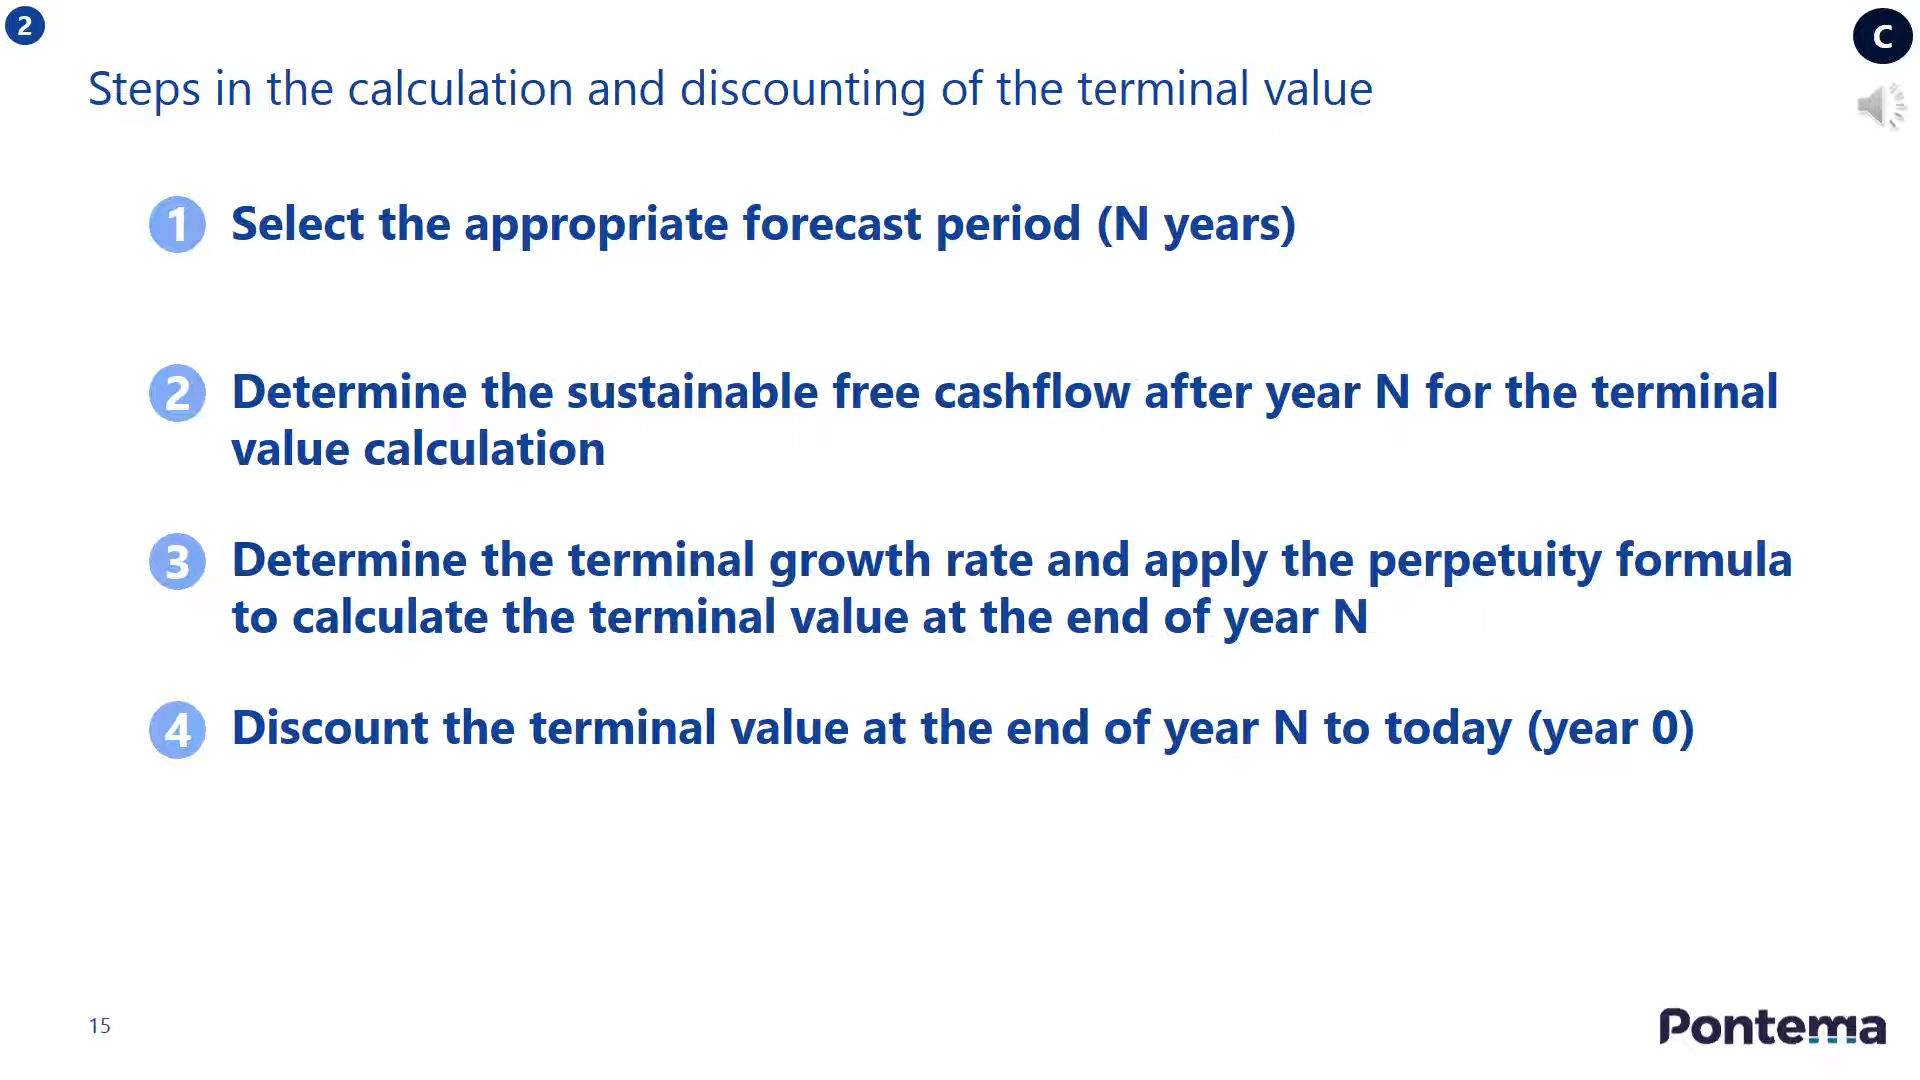 2
C
Steps in the calculation and discounting of the terminal value
1 Select the appropriate forecast period (N years)
2 Determine the sustainable free cashflow after year N for the terminal
value calculation
3 Determine the terminal growth rate and apply the perpetuity formula
to calculate the terminal value at the end of year N
4 Discount the terminal value at the end of year N to today (year 0)
15
Pontema